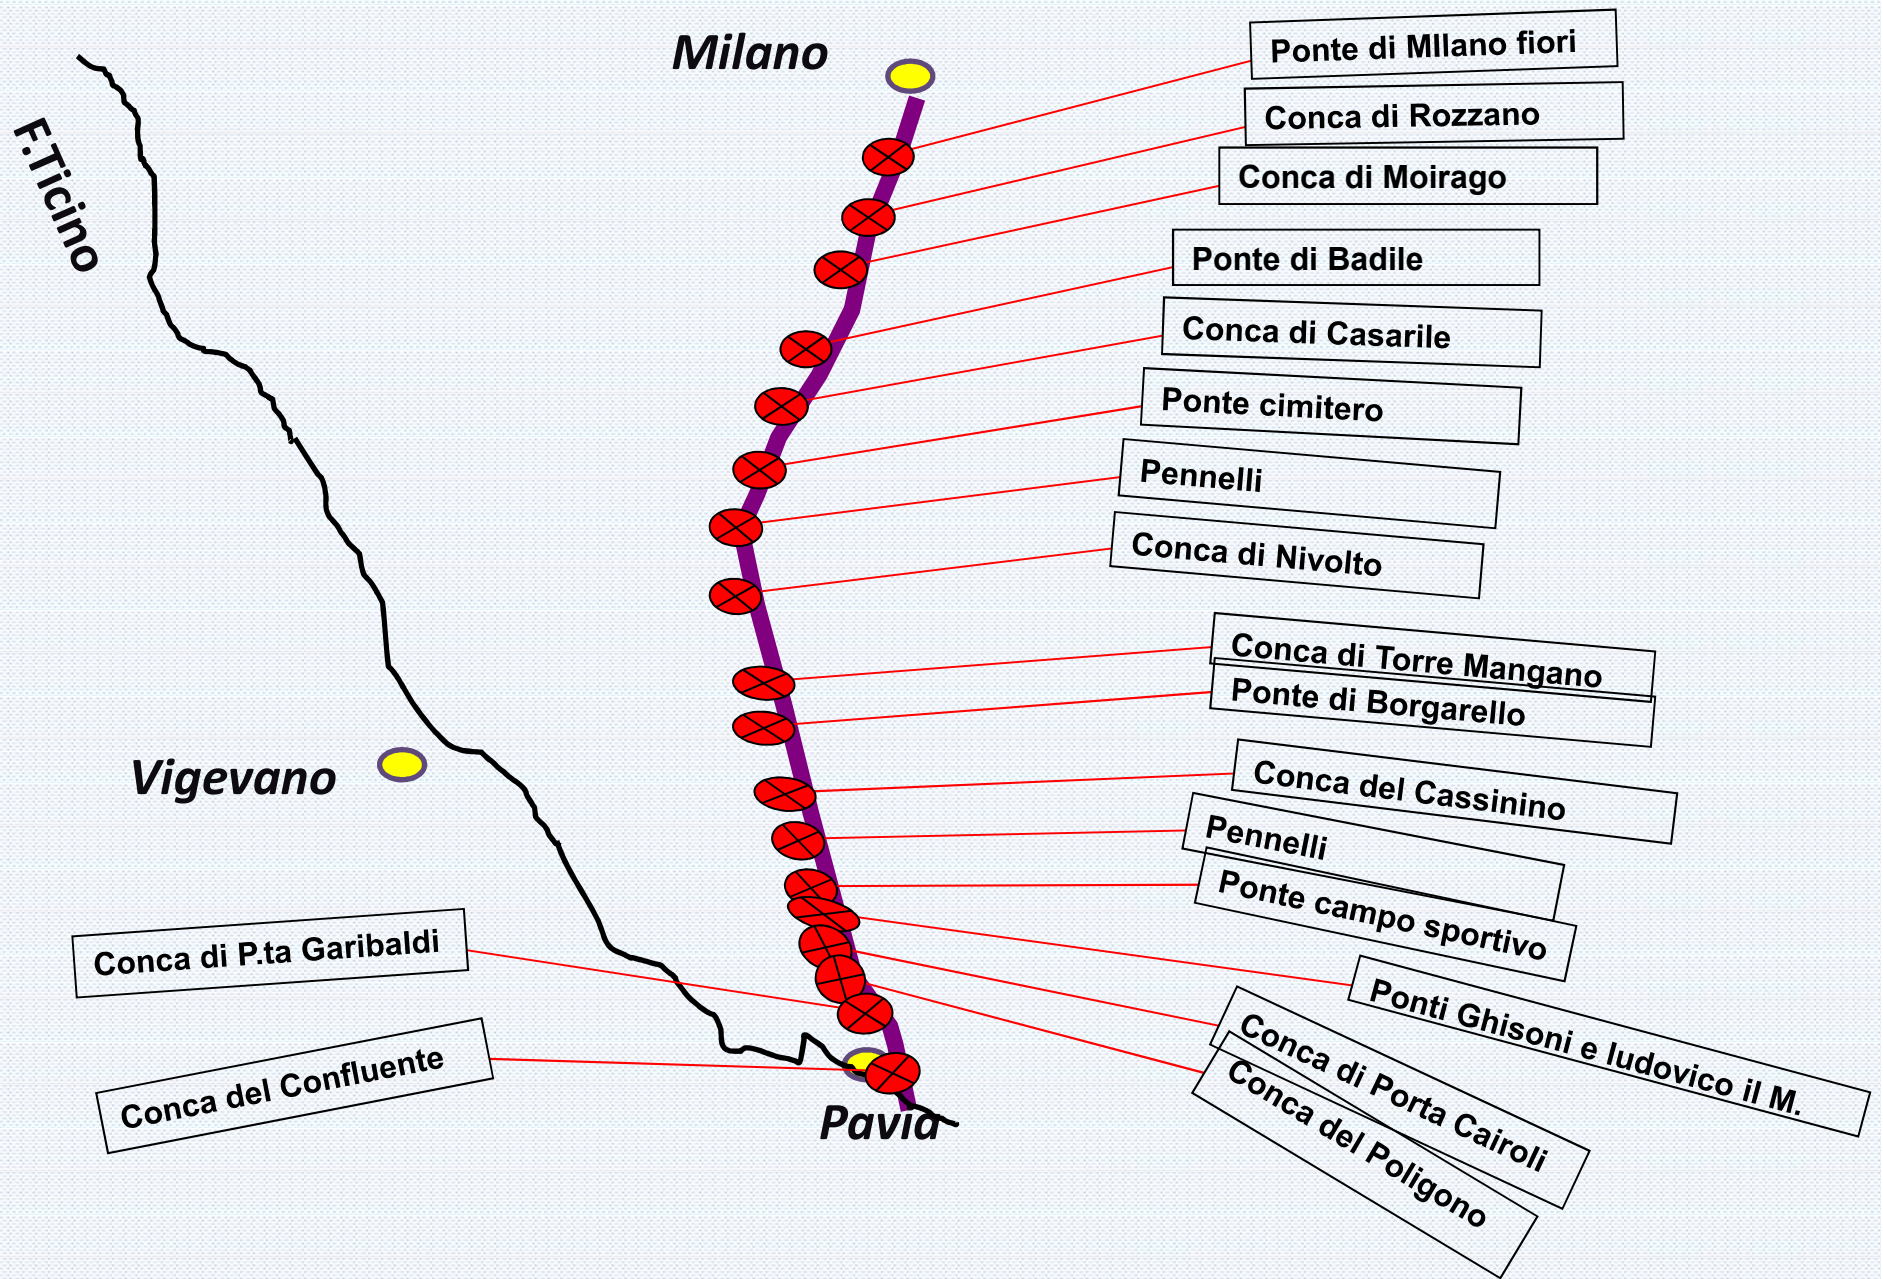 Milano
Ponte di MIlano fiori
Conca di Rozzano
Conca di Moirago
F.Ticino
Ponte di Badile
Conca di Casarile
Ponte cimitero
Pennelli
Conca di Nivolto
Conca di Torre Mangano
Ponte di Borgarello
Vigevano
Conca del Cassinino
Pennelli
Ponte campo sportivo
Conca di P.ta Garibaldi
Ponti Ghisoni e ludovico il M.
Conca di Porta Cairoli
Conca del Poligono
Conca del Confluente
Pavia